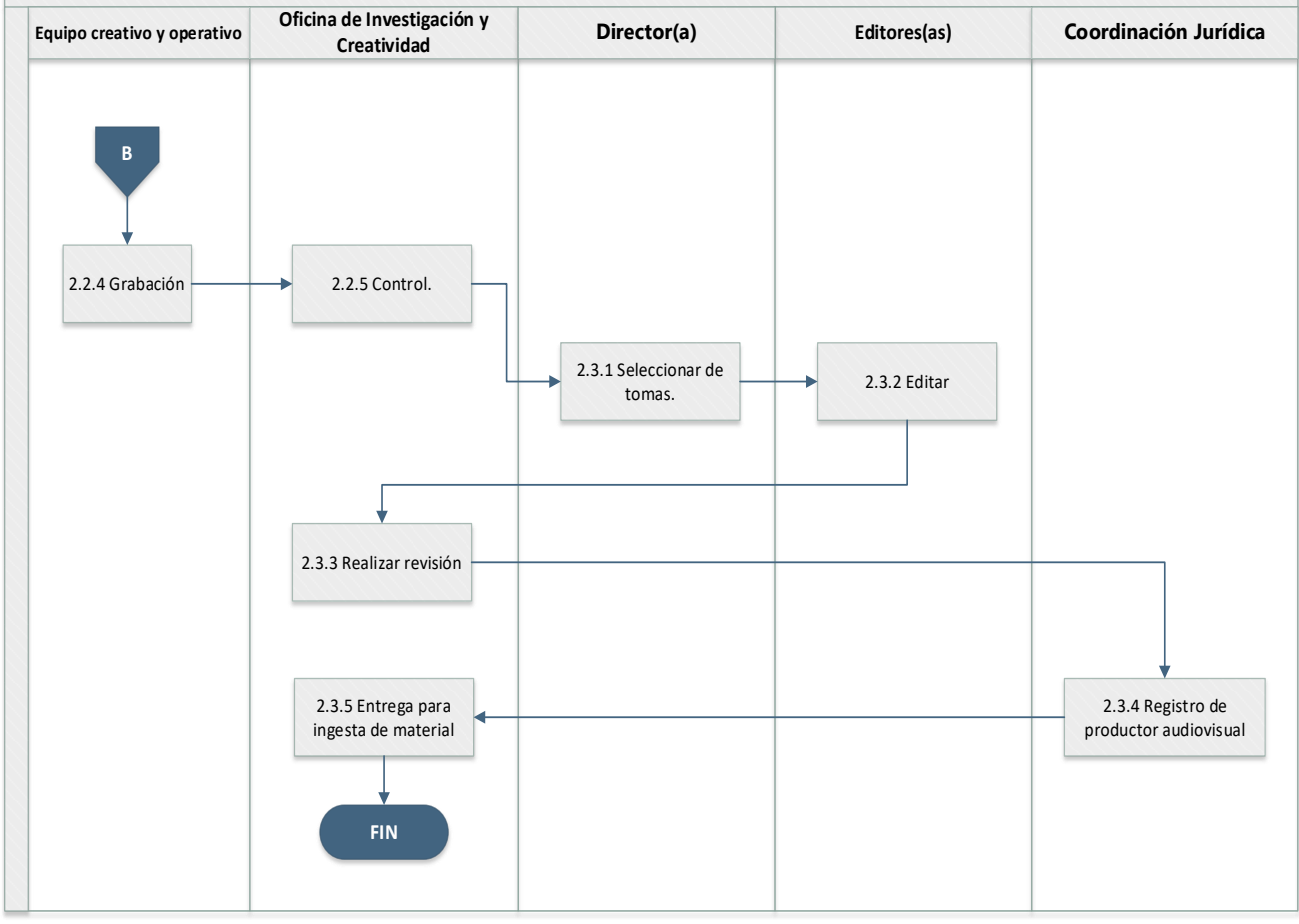 Equipo creativo y operativo
Oficina de Investigación y
Creatividad
Director(a)
Editores(as)
Coordinación Jurídica
B
2.2.4 Grabación
2.2.5 Control.
2.3.1 Seleccionar de
tomas.
2.3.2 Editar
2.3.3 Realizar revisión
2.3.5 Entrega para
ingesta de material
2.3.4 Registro de
productor audiovisual
FIN